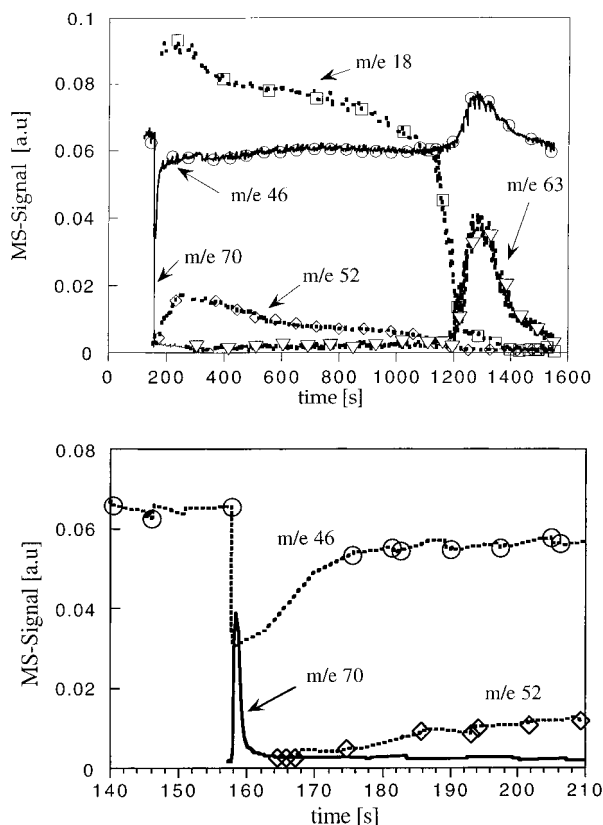 0.1
0.08
0.06
0.04
0.02
0
MS-Signal [a.u]
m/e 18
m/e 46
m/e 63
m/e 70
m/e 52
0 200 400 600 800 1000 1200 1400 1600
time [s]
0.08
0.06
0.04
0.02
0
MS-Signal [a.u]
m/e 46
m/e 70
m/e 52
140 150 160 170 180 190 200 210
time [s]